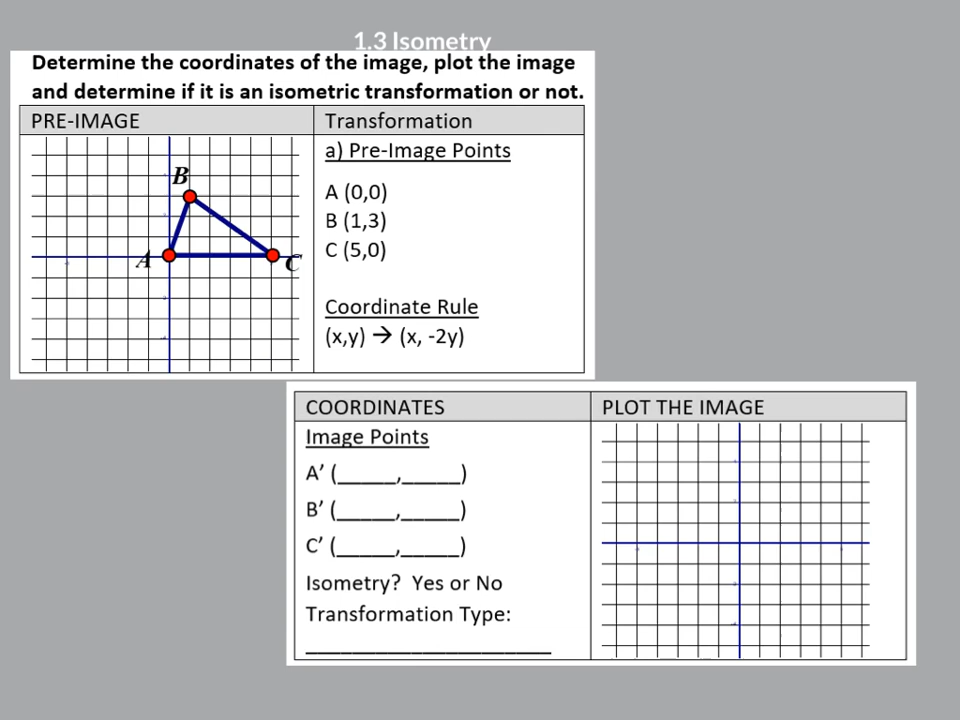 1.3 Isometry
Determine the coordinates of the image, plot the image
and determine if it is an isometric transformation or not.
PRE-IMAGE
Transformation
B
A
C
a) Pre-Image Points
A (0,0)
B (1,3)
C (5,0)
Coordinate Rule
(x,y) → (x, -2y)
COORDINATES
PLOT THE IMAGE
Image Points
A’ (_____,_____)
B’ (_____,_____)
C’ (_____,_____)
Isometry? Yes or No
Transformation Type:
_____________________